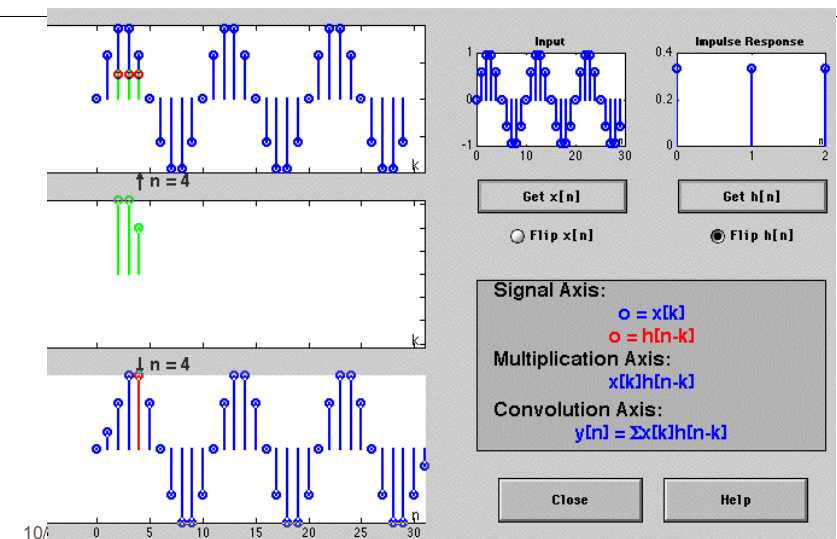 Input
Impulse Response
1
0
-1
0
10
20
30
n
0.4
0.2
0
0
1
2
n
k
n = 4
Get x[n]
Get h[n]
Flip x[n]
Flip h[n]
k
Signal Axis:
o = x[k]
o = h[n-k]
Multiplication Axis:
x[k]h[n-k]
Convolution Axis:
y[n] = Σx[k]h[n-k]
n = 4
n
0 5 10 15 20 25 30
Close
Help
10/